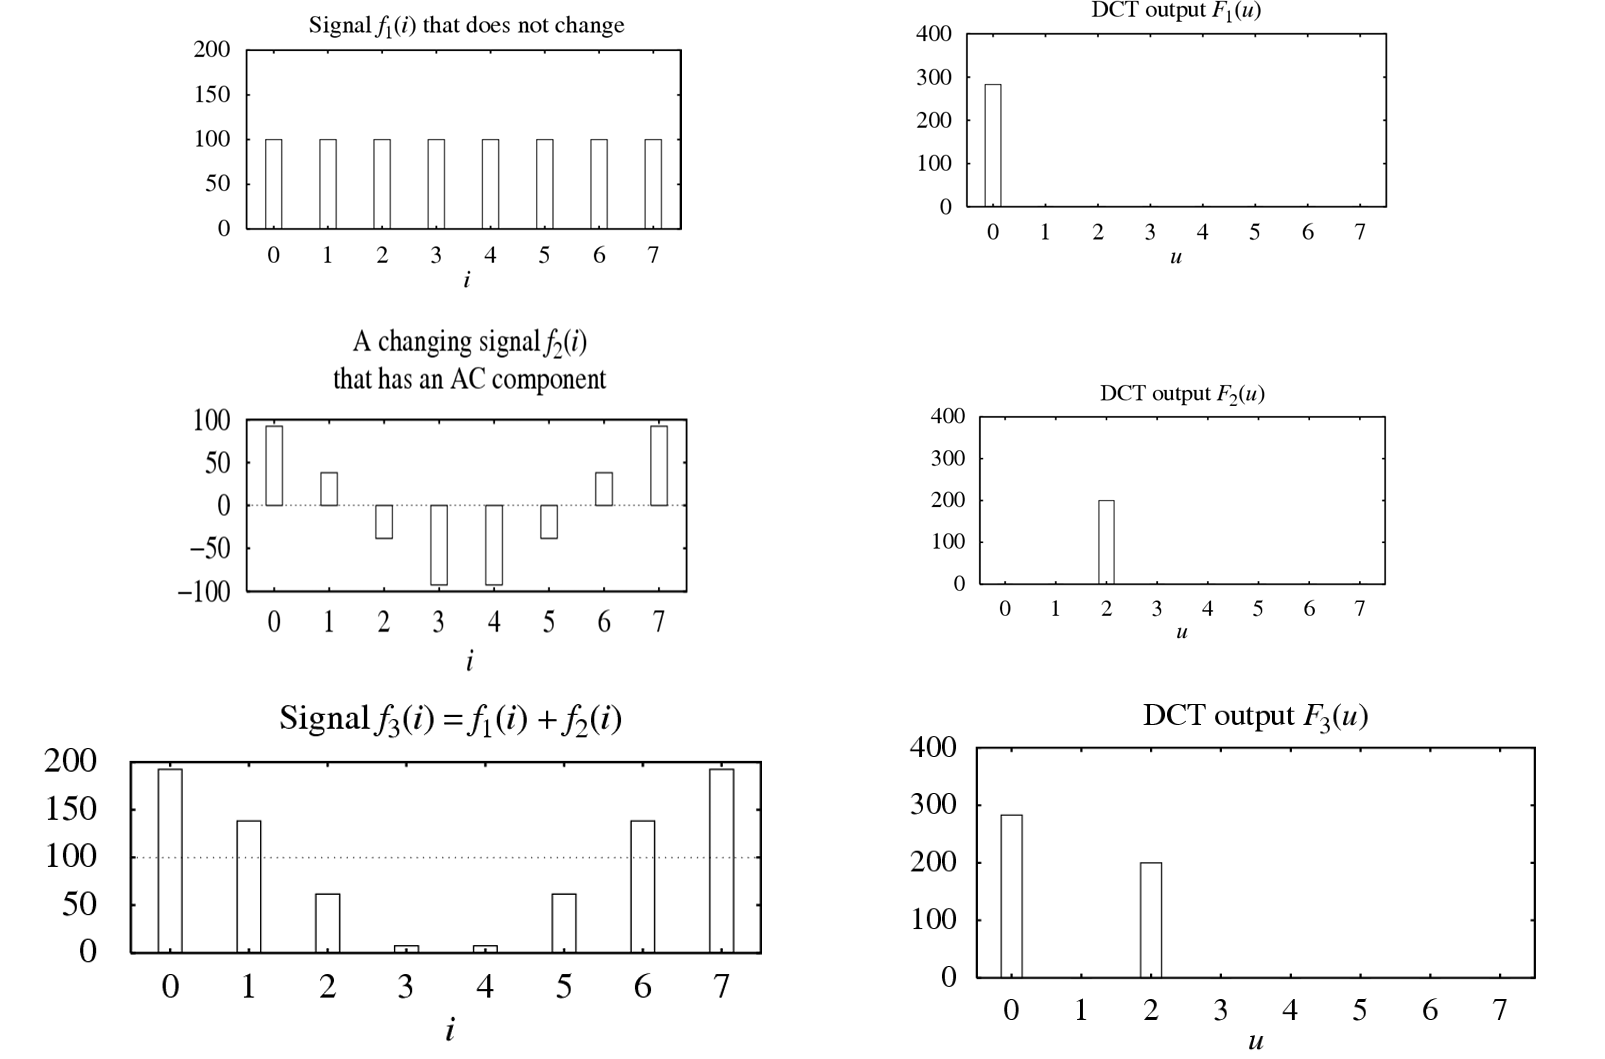 Signal f₁(i) that does not change
200
150
100
50
0
0 1 2 3 4 5 6 7
i
DCT output F₁(u)
400
300
200
100
0
0 1 2 3 4 5 6 7
u
A changing signal f₂(i)
that has an AC component
100
50
0
−50
−100
0 1 2 3 4 5 6 7
i
DCT output F₂(u)
400
300
200
100
0
0 1 2 3 4 5 6 7
u
Signal f₃(i) = f₁(i) + f₂(i)
200
150
100
50
0
0 1 2 3 4 5 6 7
i
DCT output F₃(u)
400
300
200
100
0
0 1 2 3 4 5 6 7
u